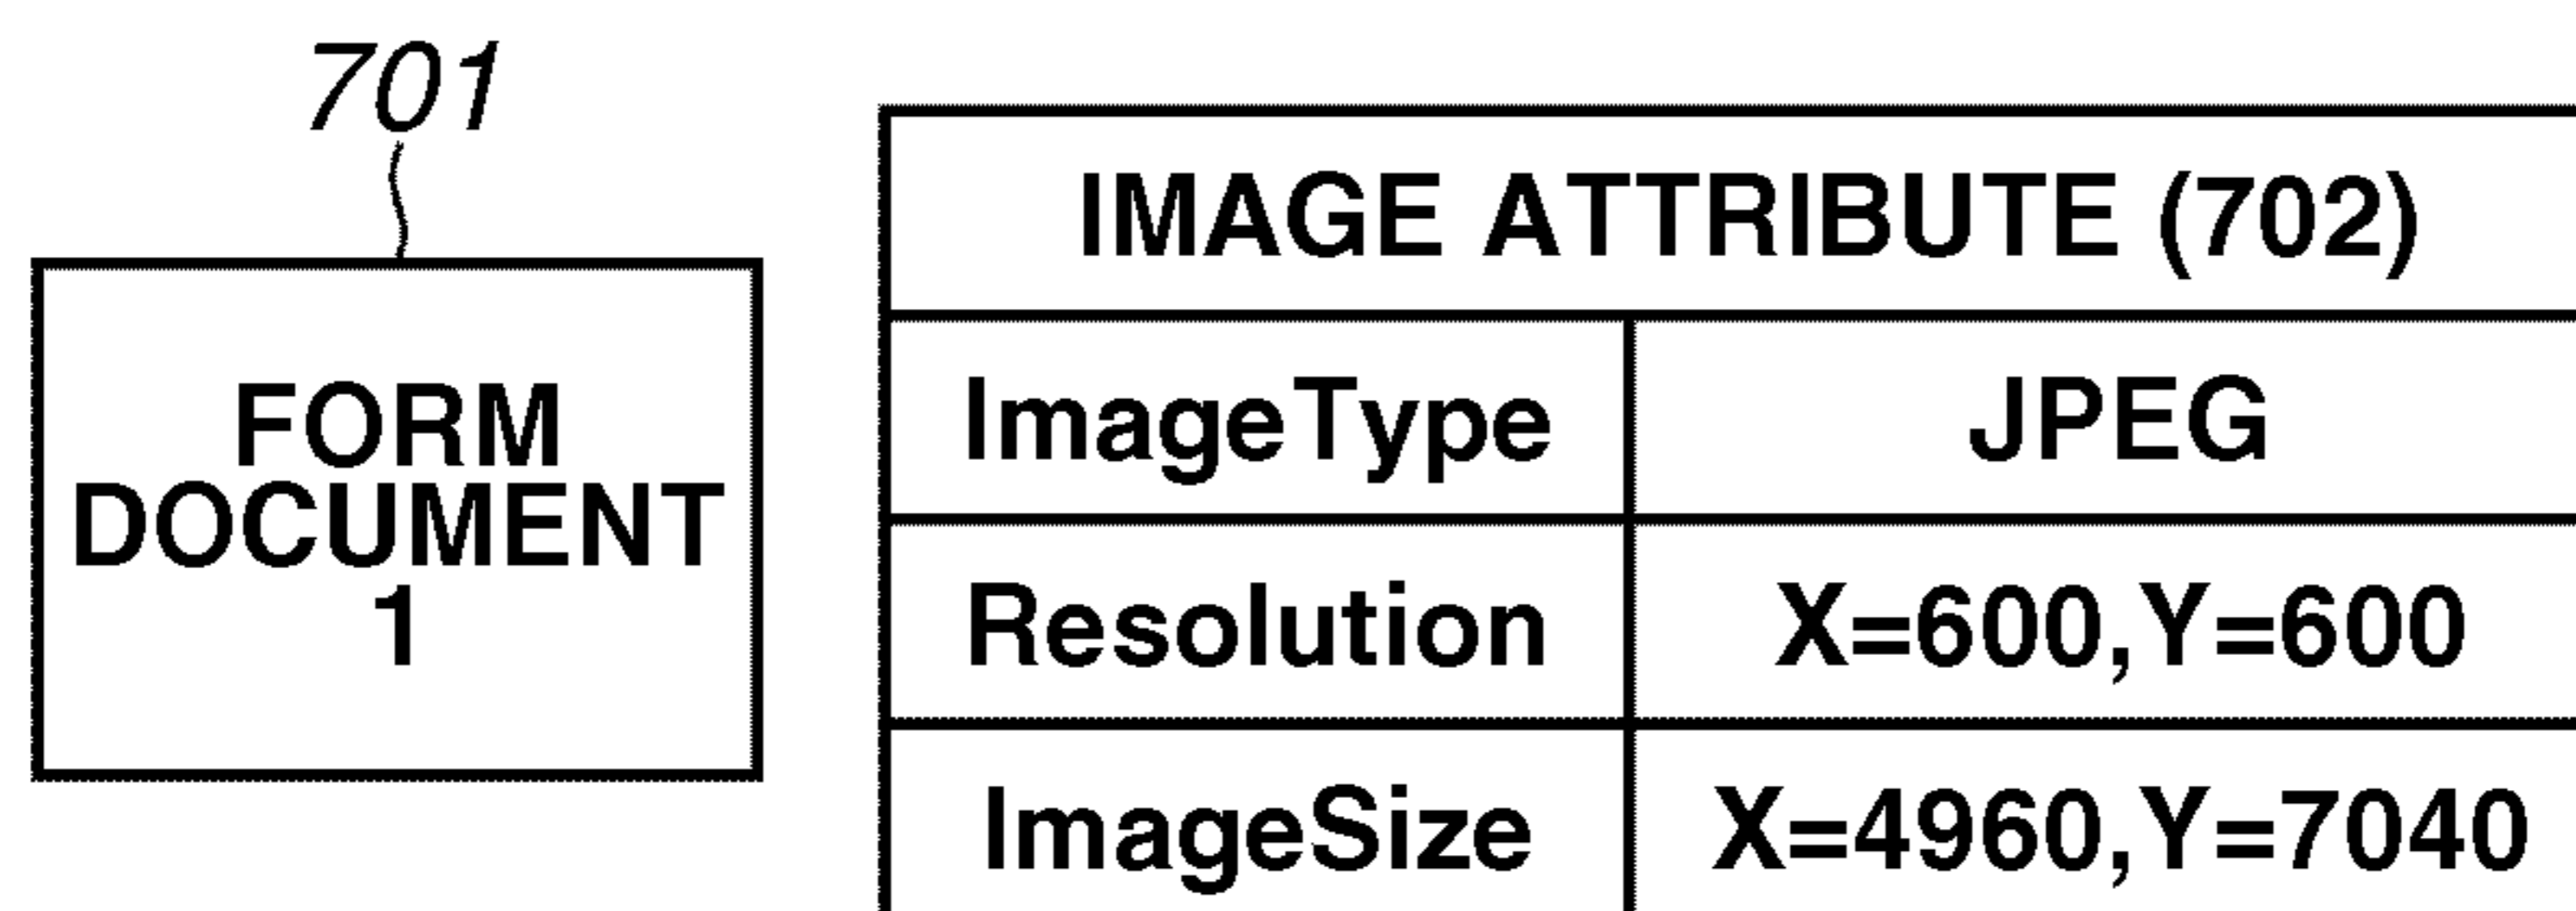 701
FORM
DOCUMENT
1
IMAGE ATTRIBUTE (702)
ImageType JPEG
Resolution X=600,Y=600
ImageSize X=4960,Y=7040